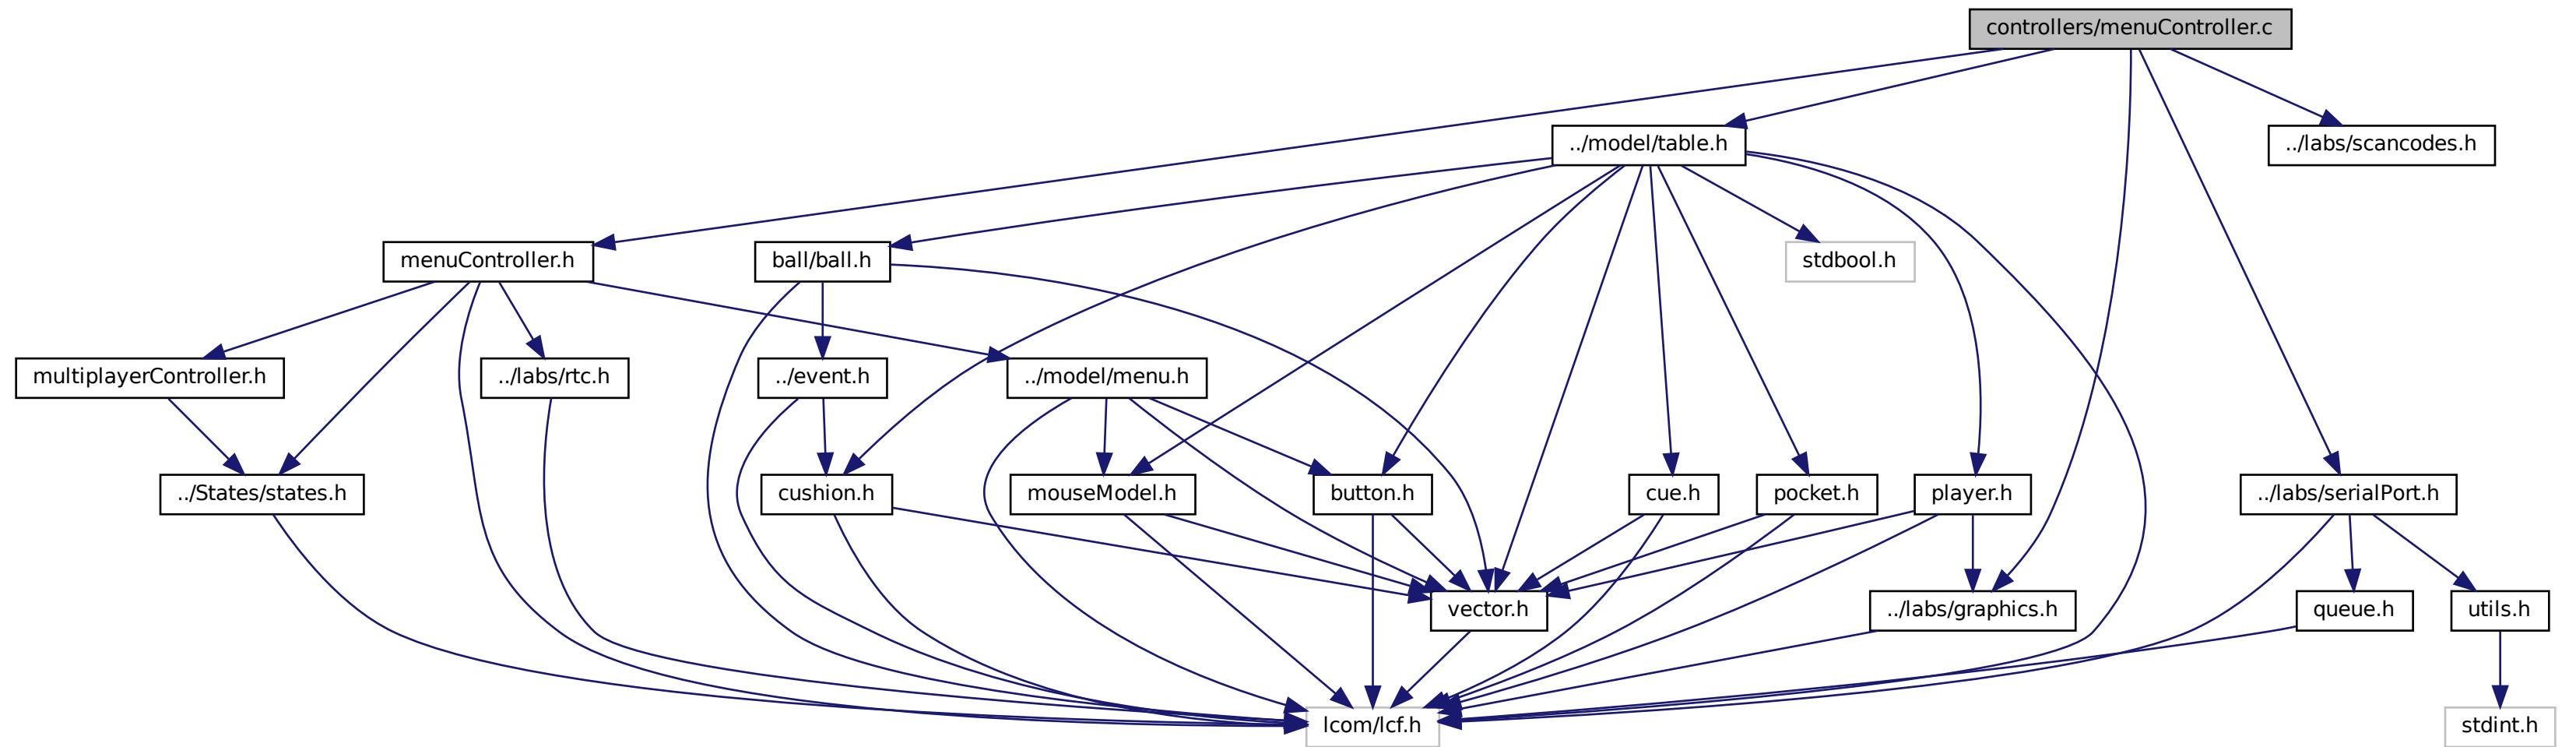 controllers/menuController.c
../model/table.h
../labs/scancodes.h
menuController.h
ball/ball.h
stdbool.h
multiplayerController.h
../labs/rtc.h
../event.h
../model/menu.h
../States/states.h
cushion.h
mouseModel.h
button.h
cue.h
pocket.h
player.h
../labs/serialPort.h
vector.h
../labs/graphics.h
queue.h
utils.h
lcom/lcf.h
stdint.h